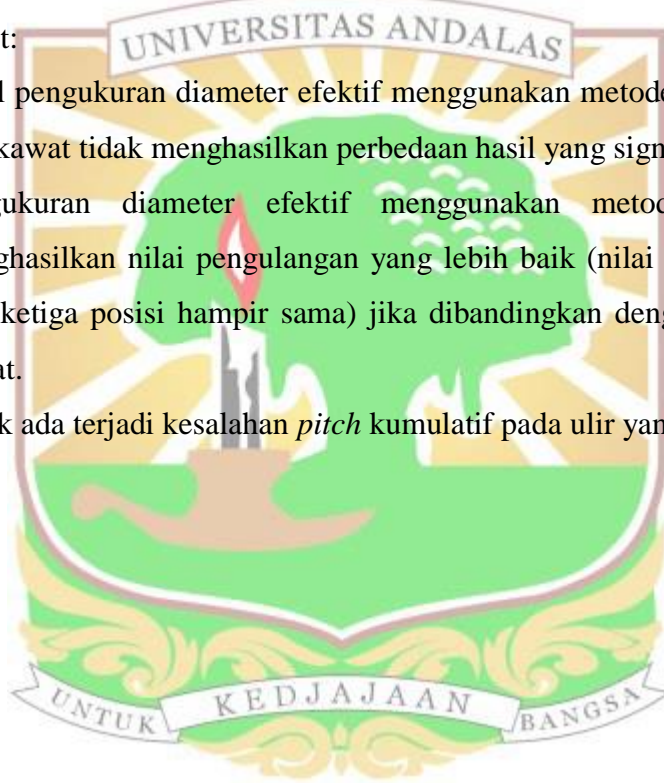 UNIVERSITAS ANDALAS
t:
l pengukuran diameter efektif menggunakan metode
kawat tidak menghasilkan perbedaan hasil yang sign
gukuran diameter efektif menggunakan metod
ghasilkan nilai pengulangan yang lebih baik (nilai
ketiga posisi hampir sama) jika dibandingkan deng
at.
k ada terjadi kesalahan pitch kumulatif pada ulir yan
UNTUK KEDJAJAAN BANGSA